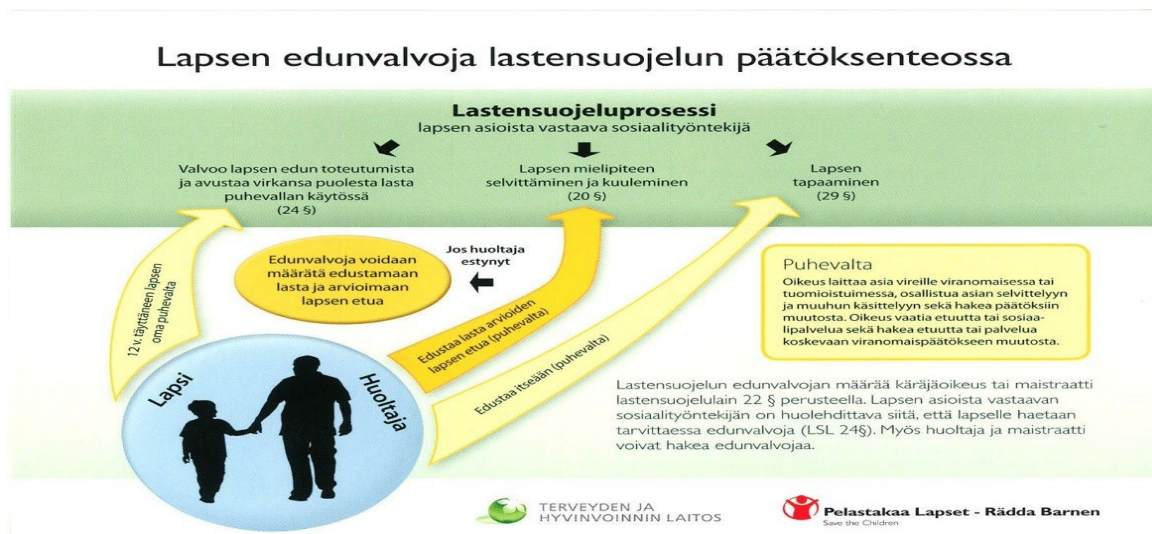 Lapsen edunvalvoja lastensuojelun päätöksenteossa
Lastensuojeluprosessi
lapsen asioista vastaava sosiaalityöntekijä
Valvoo lapsen edun toteutumista
ja avustaa virkansa puolesta lasta
puhevallan käytössä
(24 §)
Lapsen mielipiteen
selvittäminen ja kuuleminen
(20 §)
Lapsen
tapaaminen
(29 §)
12 v. täyttäneen lapsen
oma puhevalta
Edunvalvoja voidaan
määrätä edustamaan
lasta ja arvioimaan
lapsen etua
Jos huoltaja
estynyt
Edustaa lasta arvioiden
lapsen etua (puhevalta)
Edustaa itseään (puhevalta)
Lapsi
Huoltaja
Puhevalta
Oikeus laittaa asia vireille viranomaisessa tai
tuomioistuimessa, osallistua asian selvittelyyn
ja muuhun käsittelyyn sekä hakea päätöksiin
muutosta. Oikeus vaatia etuutta tai sosiaa-
lipalvelua sekä hakea etuutta tai palvelua
koskevaan viranomaispäätökseen muutosta.
Lastensuojelun edunvalvojan määrää käräjäoikeus tai maistraatti
lastensuojelulain 22 § perusteella. Lapsen asioista vastaavan
sosiaalityöntekijän on huolehdittava siitä, että lapselle haetaan
tarvittaessa edunvalvoja (LSL 24§). Myös huoltaja ja maistraatti
voivat hakea edunvalvojaa.
TERVEYDEN JA
HYVINVOINNIN LAITOS
Pelastakaa Lapset - Rädda Barnen
Save the Children